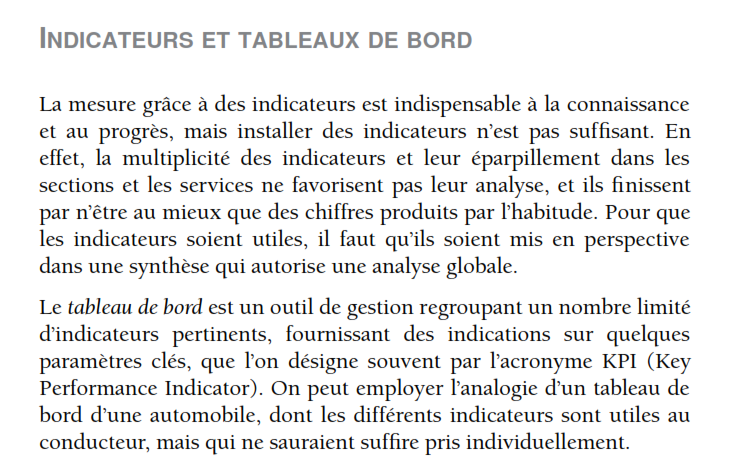 INDICATEURS ET TABLEAUX DE BORD
La mesure grâce à des indicateurs est indispensable à la connaissance
et au progrès, mais installer des indicateurs n’est pas suffisant. En
effet, la multiplicité des indicateurs et leur éparpillement dans les
sections et les services ne favorisent pas leur analyse, et ils finissent
par n’être au mieux que des chiffres produits par l’habitude. Pour que
les indicateurs soient utiles, il faut qu’ils soient mis en perspective
dans une synthèse qui autorise une analyse globale.
Le tableau de bord est un outil de gestion regroupant un nombre limité
d’indicateurs pertinents, fournissant des indications sur quelques
paramètres clés, que l’on désigne souvent par l’acronyme KPI (Key
Performance Indicator). On peut employer l’analogie d’un tableau de
bord d’une automobile, dont les différents indicateurs sont utiles au
conducteur, mais qui ne sauraient suffire pris individuellement.